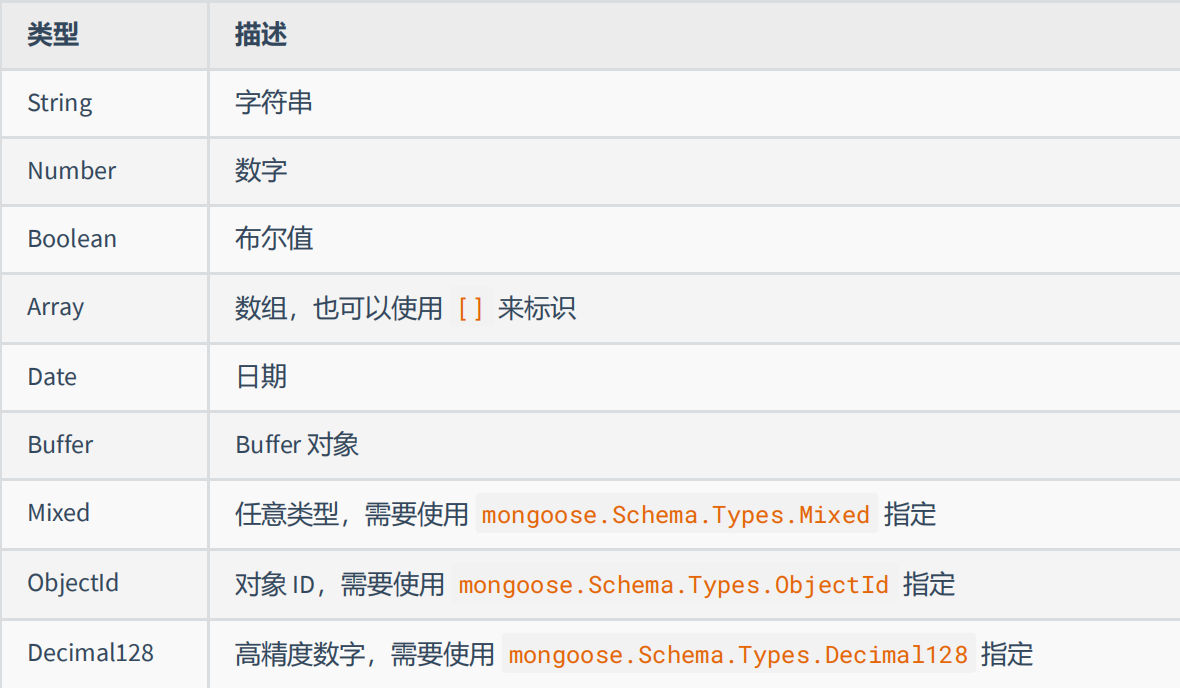 类型 描述
String 字符串
Number 数字
Boolean 布尔值
Array 数组，也可以使用 [] 来标识
Date 日期
Buffer Buffer 对象
Mixed 任意类型，需要使用 mongoose.Schema.Types.Mixed 指定
ObjectId 对象 ID，需要使用 mongoose.Schema.Types.ObjectId 指定
Decimal128 高精度数字，需要使用 mongoose.Schema.Types.Decimal128 指定